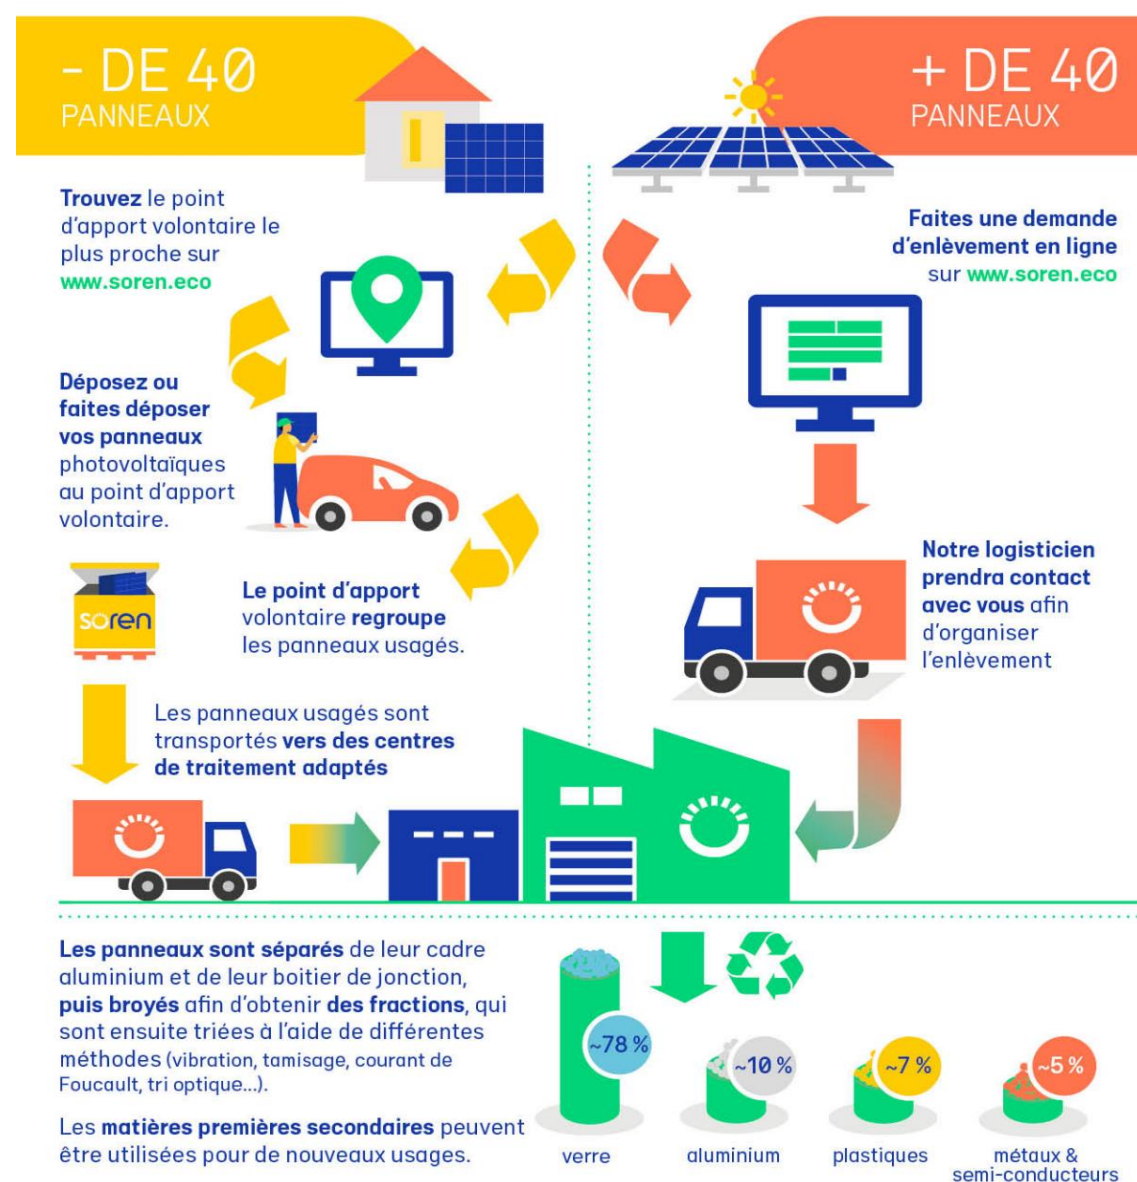 - DE 40
PANNEAUX
Trouvez le point
d'apport volontaire le
plus proche sur
www.soren.eco
Déposez ou
faites déposer
vos panneaux
photovoltaïques
au point d'apport
volontaire.
soren
Le point d'apport
volontaire regroupe
les panneaux usagés.
Les panneaux usagés sont
transportés vers des centres
de traitement adaptés
+ DE 40
PANNEAUX
Faites une demande
d'enlèvement en ligne
sur www.soren.eco
Notre logisticien
prendra contact
avec vous afin
d'organiser
l'enlèvement
Les panneaux sont séparés de leur cadre
aluminium et de leur boitier de jonction,
puis broyés afin d'obtenir des fractions, qui
sont ensuite triées à l'aide de différentes
méthodes (vibration, tamisage, courant de
Foucault, tri optique...).
Les matières premières secondaires peuvent
être utilisées pour de nouveaux usages.
~78 %
verre
~10 %
aluminium
~7 %
plastiques
~5 %
métaux &
semi-conducteurs